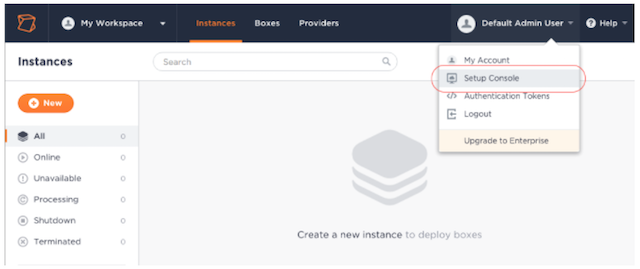 My Workspace
Instances
Boxes
Providers
Default Admin User
? Help
Instances
Search
My Account
Setup Console
Authentication Tokens
Logout
Upgrade to Enterprise
New
All 0
Online 0
Unavailable 0
Processing 0
Shutdown 0
Terminated 0
Create a new instance to deploy boxes